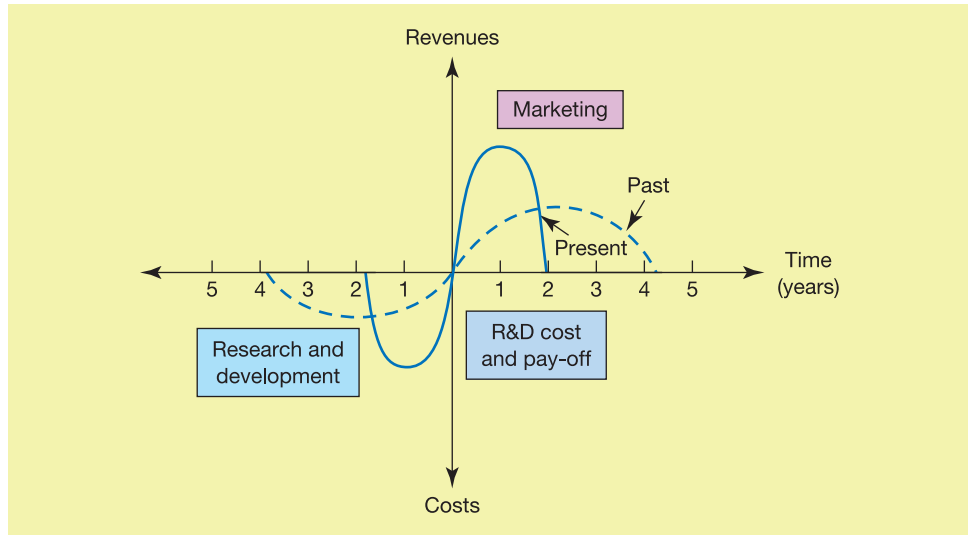 Revenues
Marketing
Past
Present
Time
(years)
5 4 3 2 1 1 2 3 4 5
Research and
development
R&D cost
and pay-off
Costs